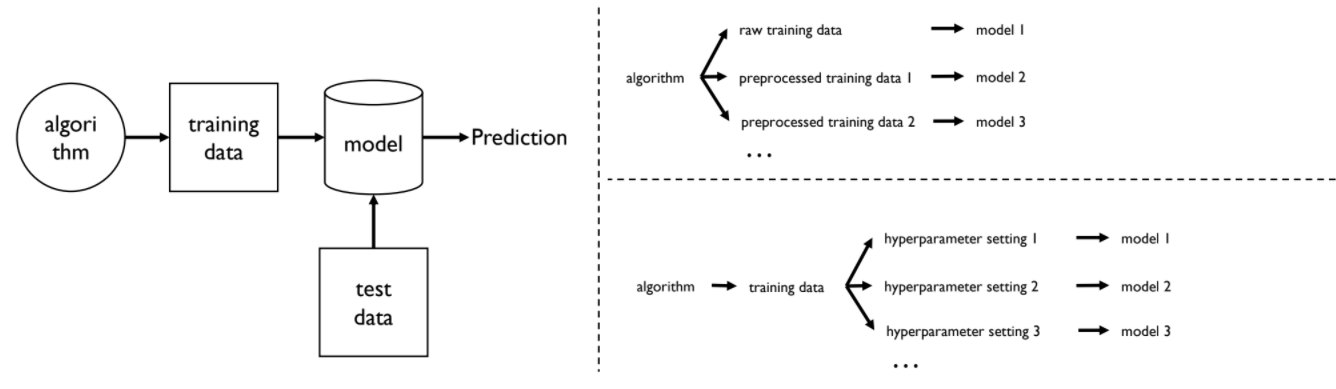 algori
thm
training
data
model
Prediction
test
data
algorithm
raw training data
model 1
preprocessed training data 1
model 2
preprocessed training data 2
model 3
...
algorithm
training data
hyperparameter setting 1
model 1
hyperparameter setting 2
model 2
hyperparameter setting 3
model 3
...